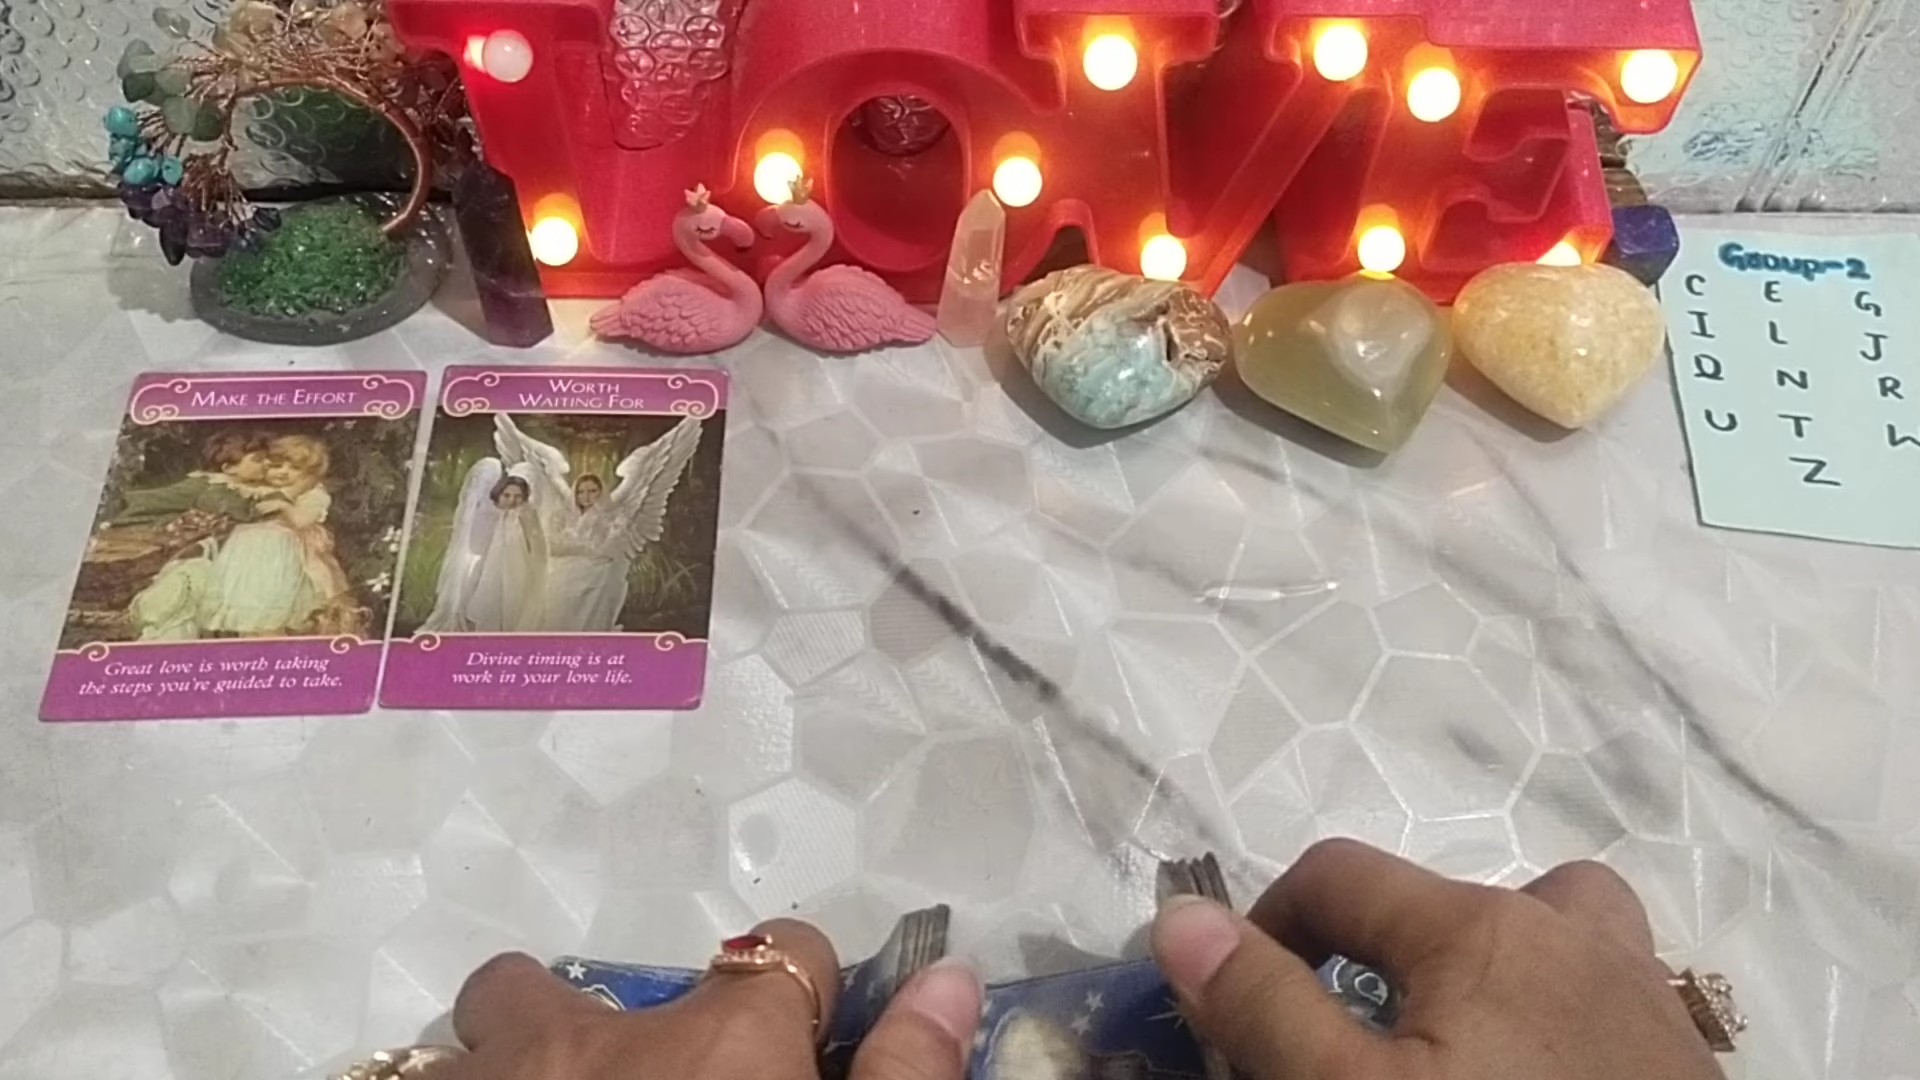 LOVE
Group-2
C E G
I L J
Q N R
U T W
Z
MAKE THE EFFORT
Great love is worth taking
the steps you're guided to take.
WORTH
WAITING FOR
Divine timing is at
work in your love life.